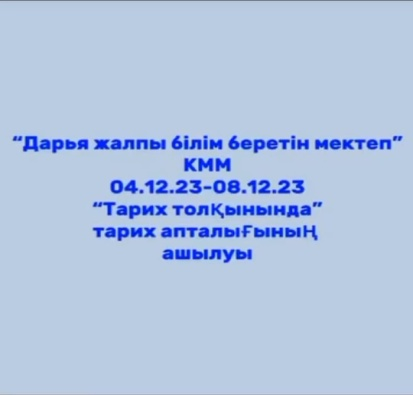 “Дарья жалпы білім беретін мектеп”
КММ
04.12.23-08.12.23
“Тарих толқынында”
тарих апталығының
ашылуы